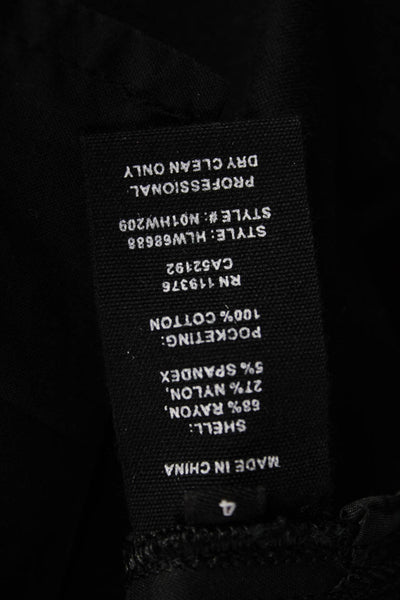 4
MADE IN CHINA
SHELL:
68% RAYON,
27% NYLON,
5% SPANDEX
POCKETING:
100% COTTON
RN 119376
CA52192
STYLE: HLW68688
STYLE#: N01HW209
PROFESSIONAL
DRY CLEAN ONLY